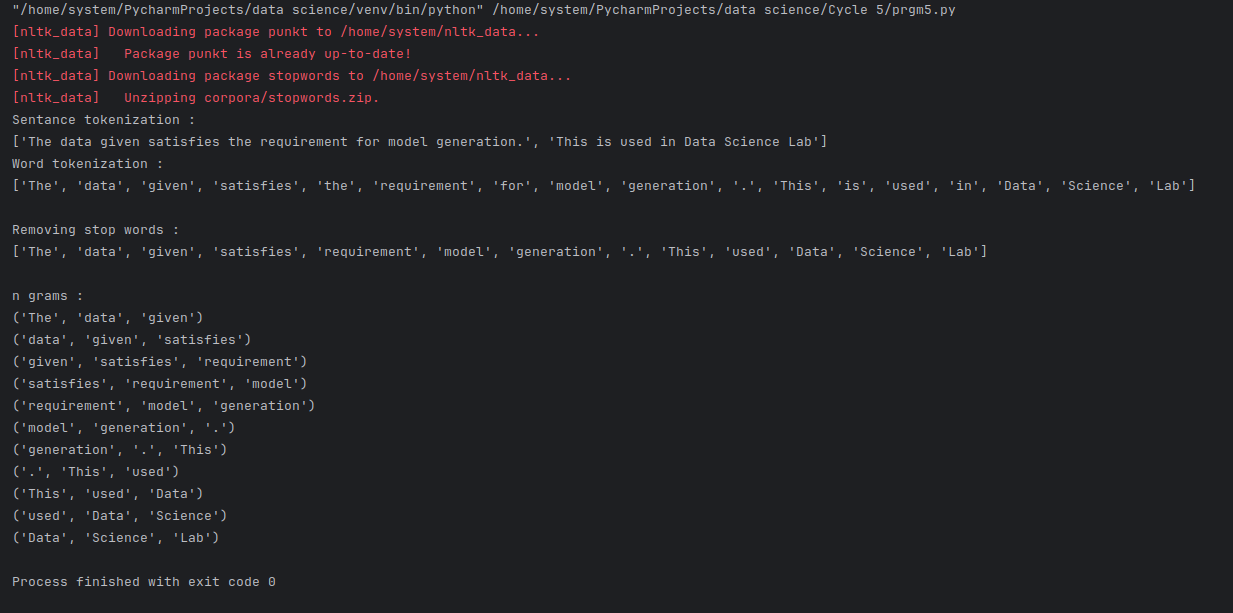 "/home/system/PycharmProjects/data science/venv/bin/python" /home/system/PycharmProjects/data science/Cycle 5/prgm5.py
[nltk_data] Downloading package punkt to /home/system/nltk_data...
[nltk_data]   Package punkt is already up-to-date!
[nltk_data] Downloading package stopwords to /home/system/nltk_data...
[nltk_data]   Unzipping corpora/stopwords.zip.
Sentance tokenization :
['The data given satisfies the requirement for model generation.', 'This is used in Data Science Lab']
Word tokenization :
['The', 'data', 'given', 'satisfies', 'the', 'requirement', 'for', 'model', 'generation', '.', 'This', 'is', 'used', 'in', 'Data', 'Science', 'Lab']
Removing stop words :
['The', 'data', 'given', 'satisfies', 'requirement', 'model', 'generation', '.', 'This', 'used', 'Data', 'Science', 'Lab']
n grams :
('The', 'data', 'given')
('data', 'given', 'satisfies')
('given', 'satisfies', 'requirement')
('satisfies', 'requirement', 'model')
('requirement', 'model', 'generation')
('model', 'generation', '.')
('generation', '.', 'This')
('.', 'This', 'used')
('This', 'used', 'Data')
('used', 'Data', 'Science')
('Data', 'Science', 'Lab')
Process finished with exit code 0